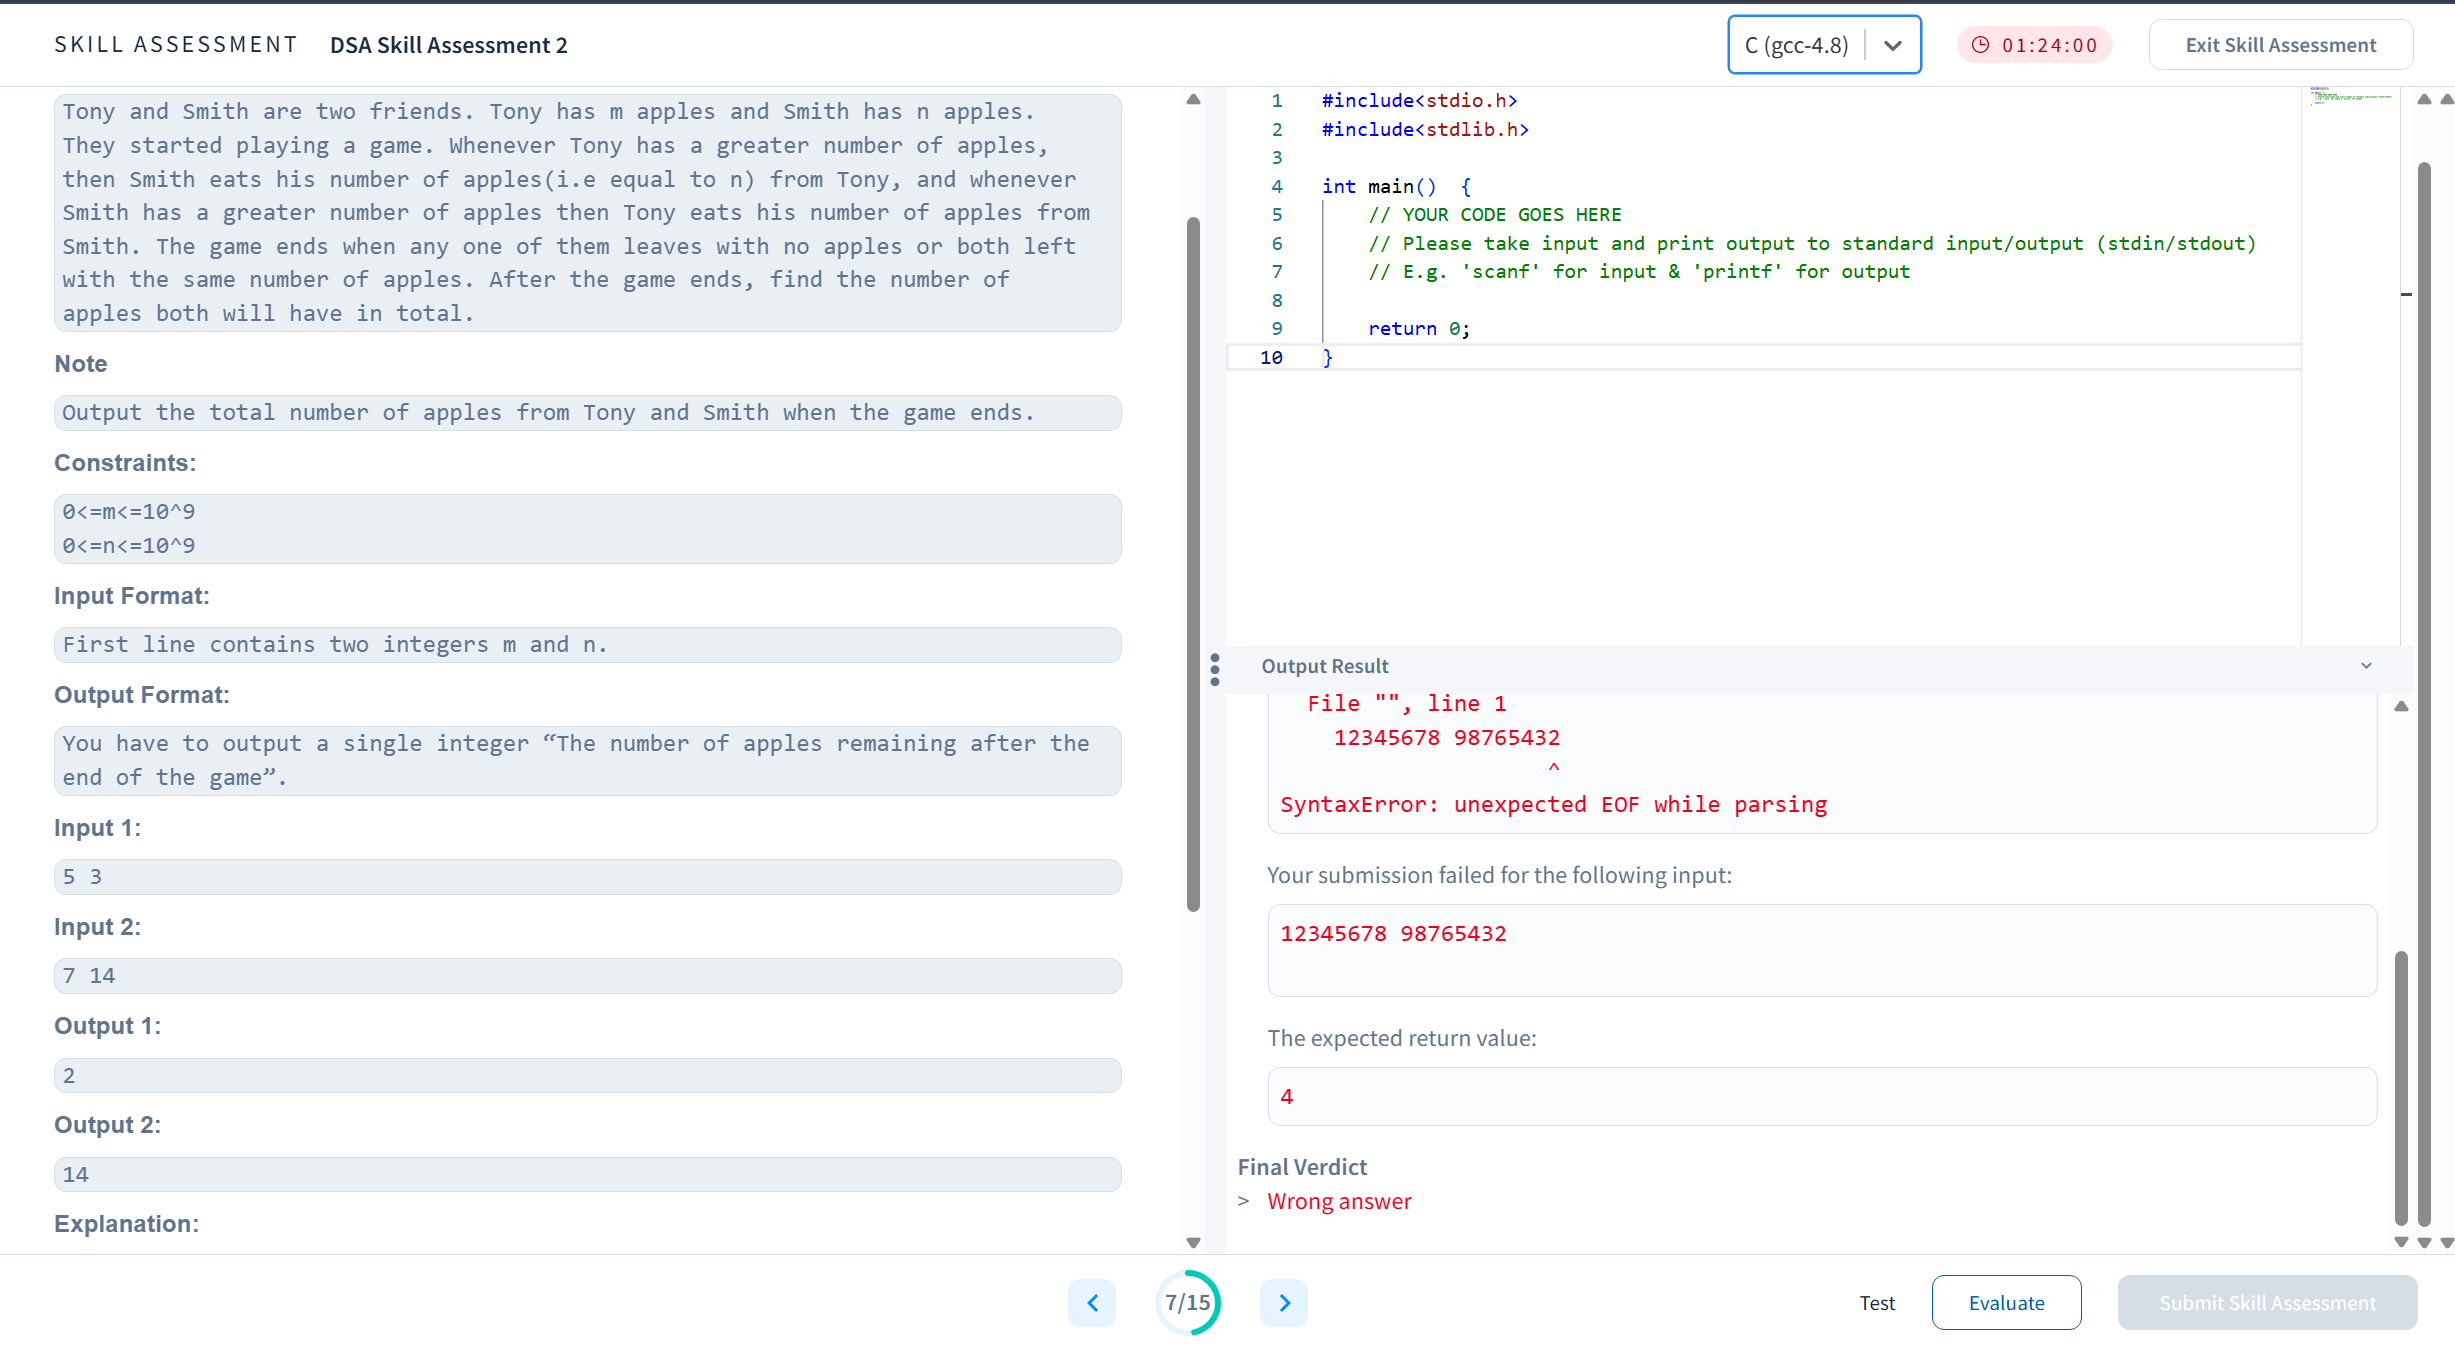 SKILL ASSESSMENT DSA Skill Assessment 2
C (gcc-4.8)
01:24:00
Exit Skill Assessment
Tony and Smith are two friends. Tony has m apples and Smith has n apples.
They started playing a game. Whenever Tony has a greater number of apples,
then Smith eats his number of apples(i.e equal to n) from Tony, and whenever
Smith has a greater number of apples then Tony eats his number of apples from
Smith. The game ends when any one of them leaves with no apples or both left
with the same number of apples. After the game ends, find the number of
apples both will have in total.
Note
Output the total number of apples from Tony and Smith when the game ends.
Constraints:
0<=m<=10^9
0<=n<=10^9
Input Format:
First line contains two integers m and n.
Output Format:
You have to output a single integer “The number of apples remaining after the
end of the game”.
Input 1:
5 3
Input 2:
7 14
Output 1:
2
Output 2:
14
Explanation:
1 #include<stdio.h>
2 #include<stdlib.h>
3
4 int main()  {
5 // YOUR CODE GOES HERE
6 // Please take input and print output to standard input/output (stdin/stdout)
7 // E.g. 'scanf' for input & 'printf' for output
8
9 return 0;
10 }
Output Result
File "", line 1
12345678 98765432
^
SyntaxError: unexpected EOF while parsing
Your submission failed for the following input:
12345678 98765432
The expected return value:
4
Final Verdict
> Wrong answer
7/15
Test
Evaluate
Submit Skill Assessment